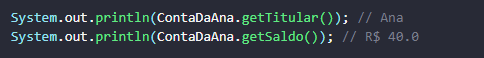 System.out.println(ContaDaAna.getTitular()); // Ana
System.out.println(ContaDaAna.getSaldo()); // R$ 40.0